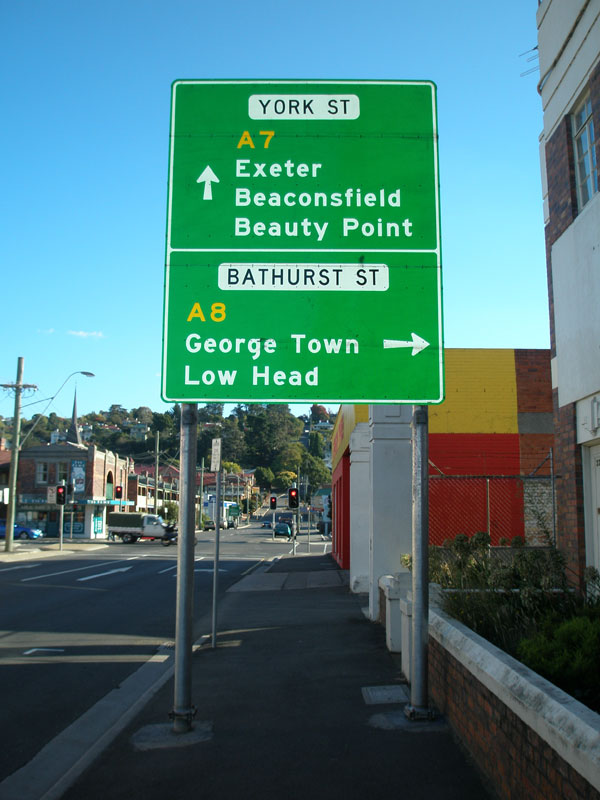 YORK ST
A7
Exeter
Beaconsfield
Beauty Point
BATHURST ST
A8
George Town
Low Head